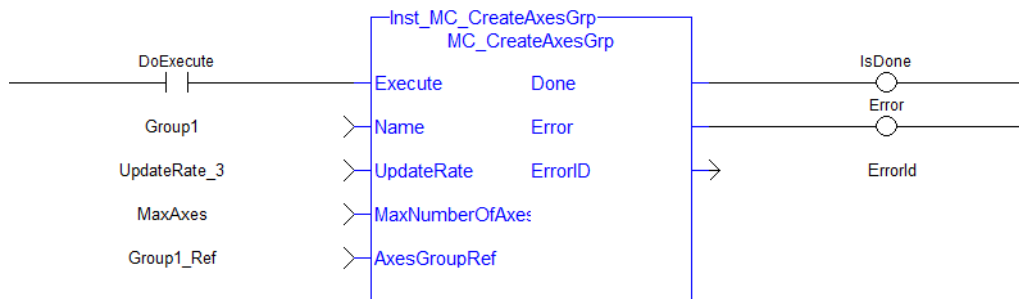 Inst_MC_CreateAxesGrp
MC_CreateAxesGrp
DoExecute Execute Done IsDone
Group1 Name Error Error
UpdateRate_3 UpdateRate ErrorID ErrorId
MaxAxes MaxNumberOfAxes
Group1_Ref AxesGroupRef